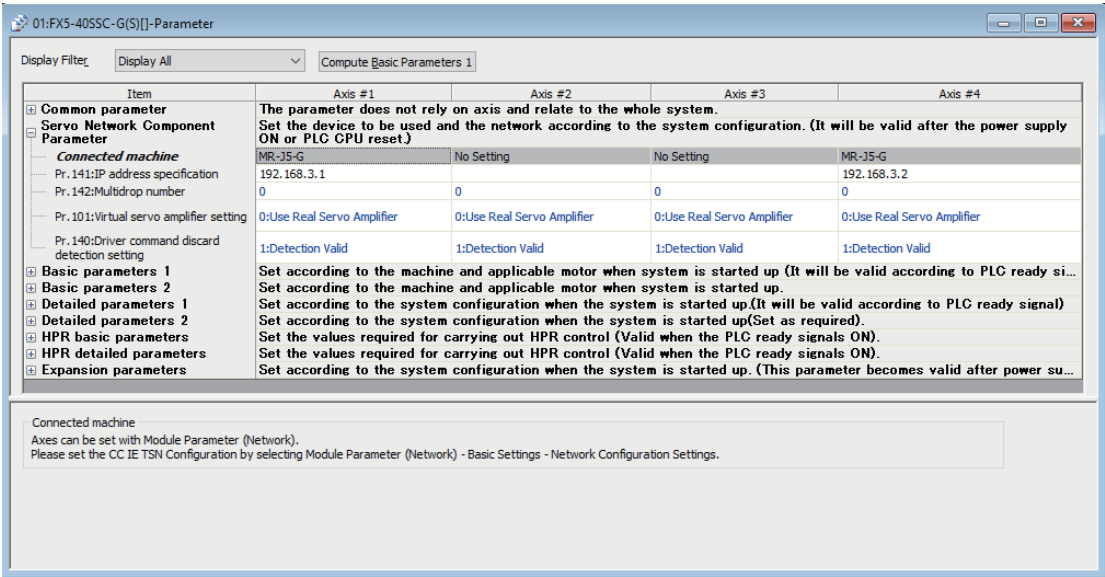 01:FX5-40SSC-G(S)[]-Parameter
Display Filter Display All Compute Basic Parameters 1
Item Axis #1 Axis #2 Axis #3 Axis #4
Common parameter The parameter does not rely on axis and relate to the whole system.
Servo Network Component Parameter Set the device to be used and the network according to the system configuration. (It will be valid after the power supply ON or PLC CPU reset.)
Connected machine MR-J5-G No Setting No Setting MR-J5-G
Pr.141:IP address specification 192.168.3.1 192.168.3.2
Pr.142:Multidrop number 0 0 0 0
Pr.101:Virtual servo amplifier setting 0:Use Real Servo Amplifier 0:Use Real Servo Amplifier 0:Use Real Servo Amplifier 0:Use Real Servo Amplifier
Pr.140:Driver command discard detection setting 1:Detection Valid 1:Detection Valid 1:Detection Valid 1:Detection Valid
Basic parameters 1 Set according to the machine and applicable motor when system is started up (It will be valid according to PLC ready si...
Basic parameters 2 Set according to the machine and applicable motor when system is started up.
Detailed parameters 1 Set according to the system configuration when the system is started up.(It will be valid according to PLC ready signal)
Detailed parameters 2 Set according to the system configuration when the system is started up(Set as required).
HPR basic parameters Set the values required for carrying out HPR control (Valid when the PLC ready signals ON).
HPR detailed parameters Set the values required for carrying out HPR control (Valid when the PLC ready signals ON).
Expansion parameters Set according to the system configuration when the system is started up. (This parameter becomes valid after power su...
Connected machine
Axes can be set with Module Parameter (Network).
Please set the CC IE TSN Configuration by selecting Module Parameter (Network) - Basic Settings - Network Configuration Settings.